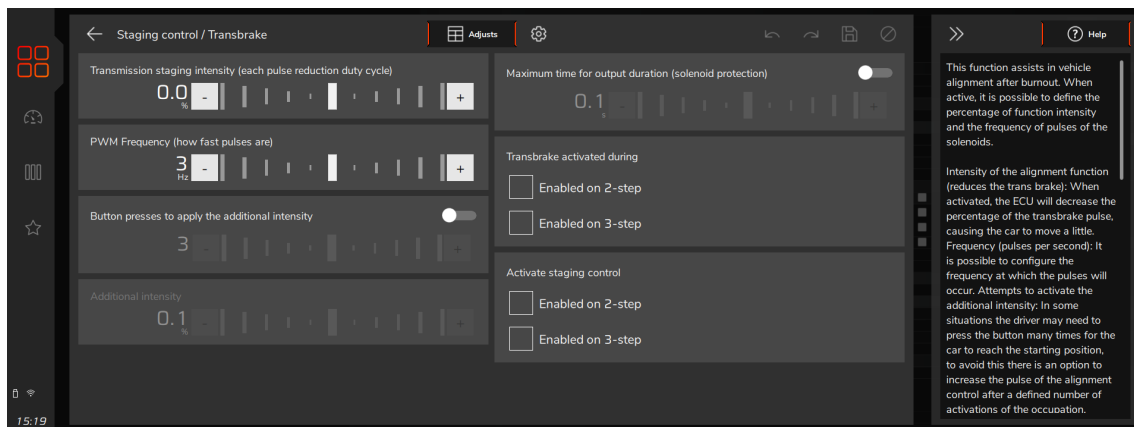 Staging control / Transbrake
Adjusts
Transmission staging intensity (each pulse reduction duty cycle)
0.0
%
-
+
PWM Frequency (how fast pulses are)
3
Hz
-
+
Button presses to apply the additional intensity
3
-
+
Additional intensity
0.1
%
-
+
Maximum time for output duration (solenoid protection)
0.1
s
-
+
Transbrake activated during
Enabled on 2-step
Enabled on 3-step
Activate staging control
Enabled on 2-step
Enabled on 3-step
? Help
This function assists in vehicle
alignment after burnout. When
active, it is possible to define the
percentage of function intensity
and the frequency of pulses of the
solenoids.
Intensity of the alignment function
(reduces the trans brake): When
activated, the ECU will decrease the
percentage of the transbrake pulse,
causing the car to move a little.
Frequency (pulses per second): It
is possible to configure the
frequency at which the pulses will
occur. Attempts to activate the
additional intensity: In some
situations the driver may need to
press the button many times for the
car to reach the starting position,
to avoid this there is an option to
increase the pulse of the alignment
control after a defined number of
activations of the occupation.
15:19